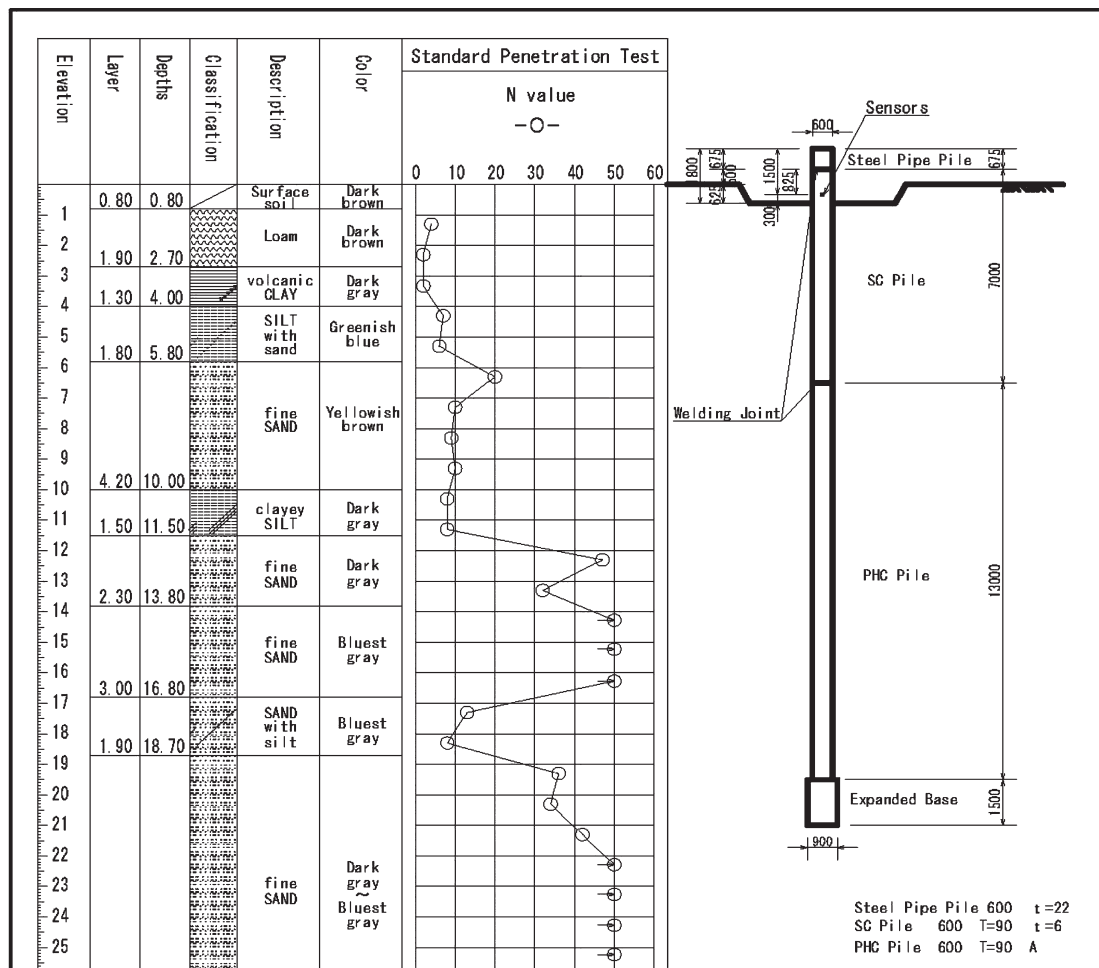 Elevation
Layer
Depths
Classification
Description
Color
Standard Penetration Test
N value
0 10 20 30 40 50 60
0.80 0.80 Surface soil Dark brown
1.90 2.70 Loam Dark brown
1.30 4.00 volcanic CLAY Dark gray
1.80 5.80 SILT with sand Greenish blue
4.20 10.00 fine SAND Yellowish brown
1.50 11.50 clayey SILT Dark gray
2.30 13.80 fine SAND Dark gray
3.00 16.80 fine SAND Bluest gray
1.90 18.70 SAND with silt Bluest gray
fine SAND Dark gray ~ Bluest gray
1
2
3
4
5
6
7
8
9
10
11
12
13
14
15
16
17
18
19
20
21
22
23
24
25
Sensors
600
Steel Pipe Pile
675
1800
675
1500
825
625
300
SC Pile
7000
Welding Joint
PHC Pile
13000
Expanded Base
1500
900
Steel Pipe Pile 600 t=22
SC Pile 600 T=90 t=6
PHC Pile 600 T=90 A